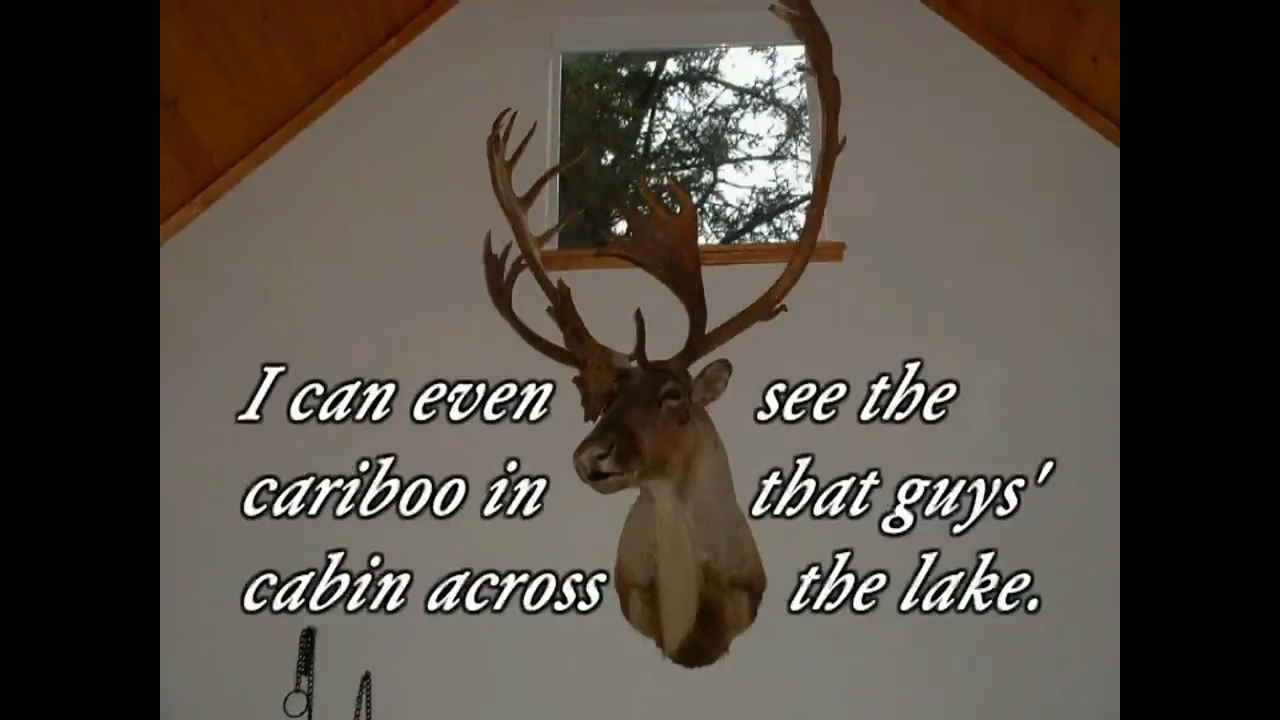 I can even see the
cariboo in that guys'
cabin across the lake.